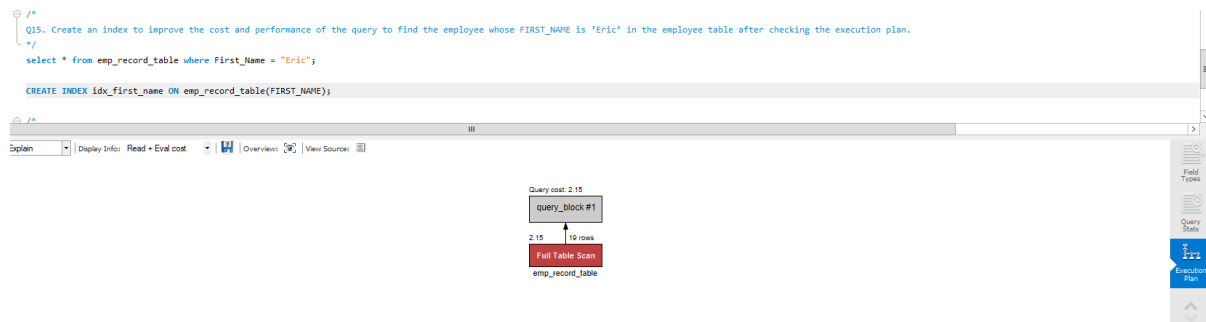 /*
Q15. Create an index to improve the cost and performance of the query to find the employee whose FIRST_NAME is ‘Eric’ in the employee table after checking the execution plan.
*/
select * from emp_record_table where First_Name = "Eric";
CREATE INDEX idx_first_name ON emp_record_table(FIRST_NAME);
/*
Explain Display Info: Read + Eval cost Overview: View Source:
Field
Types
Query cost: 2.15
query_block #1
Query
Stats
2.15 19 rows
Full Table Scan
emp_record_table
Execution
Plan